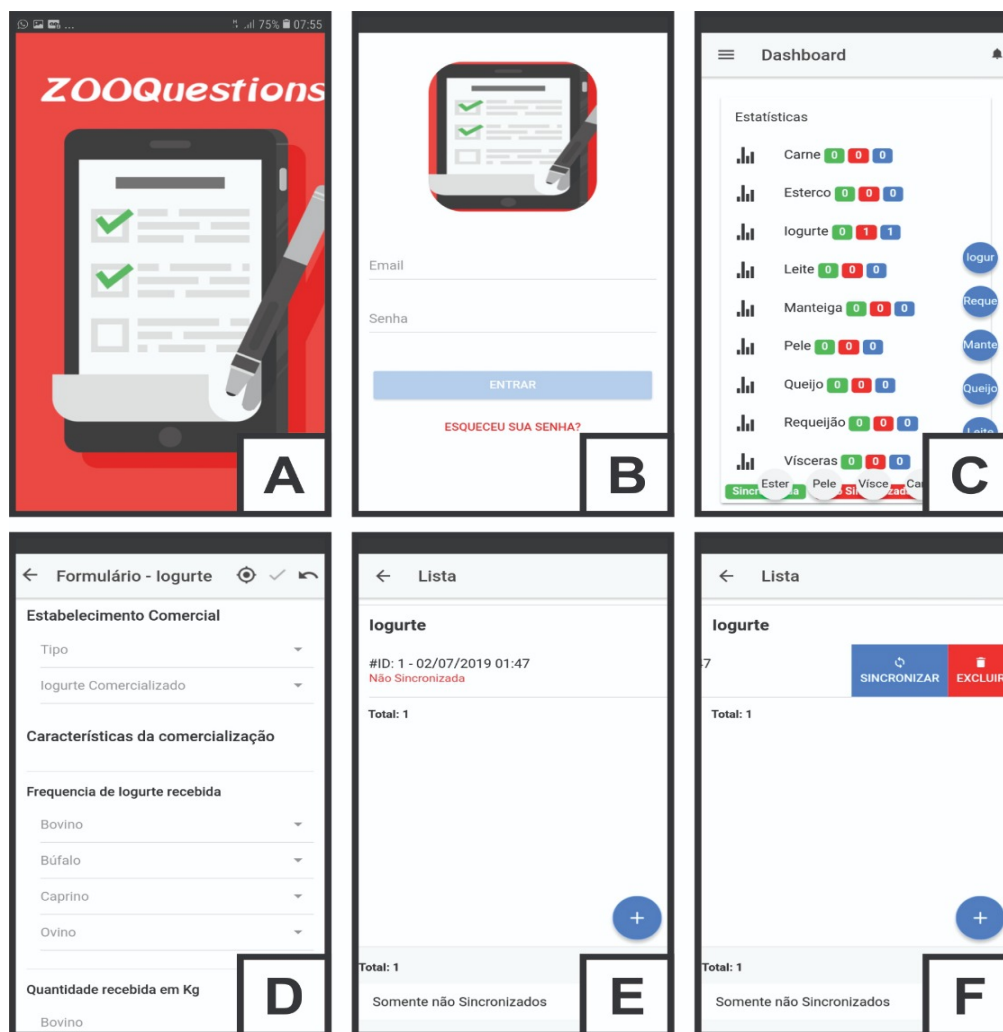 75% 07:55
ZOOQuestions
A
Email
Senha
ENTRAR
ESQUECEU SUA SENHA?
B
Dashboard
Estatísticas
Carne 0 0 0
Esterco 0 0 0
Iogurte 0 1 1
Leite 0 0 0
Manteiga 0 0 0
Pele 0 0 0
Queijo 0 0 0
Requeijão 0 0 0
Vísceras 0 0 0
Iogur
Reque
Mante
Queijo
Leite
Ester
Pele
Vísce
Ca
C
Formulário - Iogurte
Estabelecimento Comercial
Tipo
Iogurte Comercializado
Características da comercialização
Frequencia de Iogurte recebida
Bovino
Búfalo
Caprino
Ovino
Quantidade recebida em Kg
Bovino
D
Lista
Iogurte
#ID: 1 - 02/07/2019 01:47
Não Sincronizada
Total: 1
Total: 1
Somente não Sincronizados
E
Lista
Iogurte
7
SINCRONIZAR
EXCLUIR
Total: 1
Total: 1
Somente não Sincronizados
F